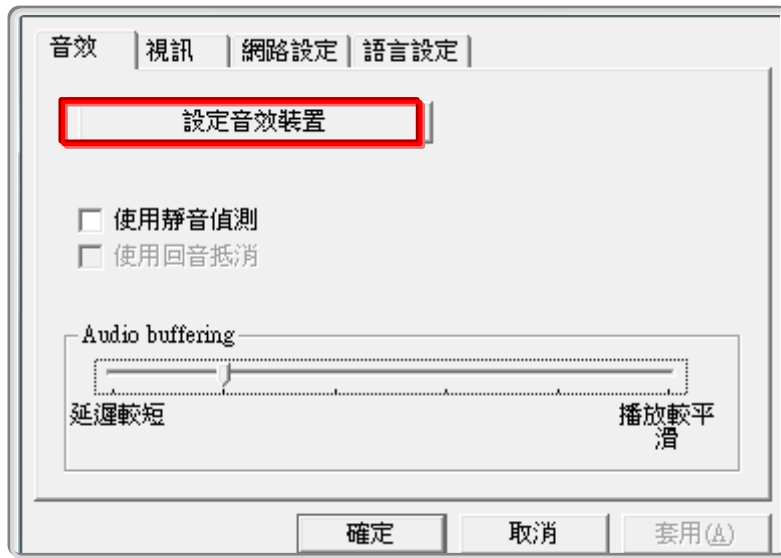 音效 視訊 網路設定 語言設定
設定音效裝置
使用靜音偵測
使用回音抵消
Audio buffering
延遲較短 播放較平
滑
確定 取消 套用(A)